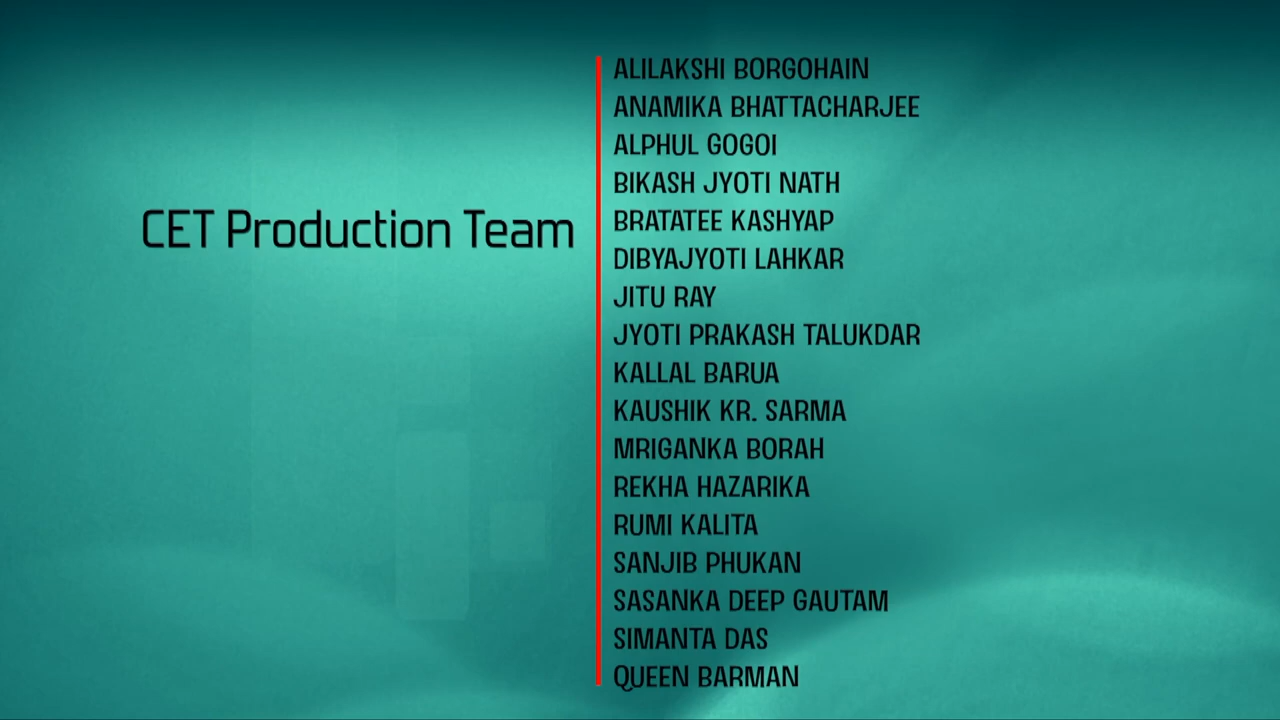 CET Production Team
ALILAKSHI BORGOHAIN
ANAMIKA BHATTACHARJEE
ALPHUL GOGOI
BIKASH JYOTI NATH
BRATATEE KASHYAP
DIBYAJYOTI LAHKAR
JITU RAY
JYOTI PRAKASH TALUKDAR
KALLAL BARUA
KAUSHIK KR. SARMA
MRIGANKA BORAH
REKHA HAZARIKA
RUMI KALITA
SANJIB PHUKAN
SASANKA DEEP GAUTAM
SIMANTA DAS
QUEEN BARMAN